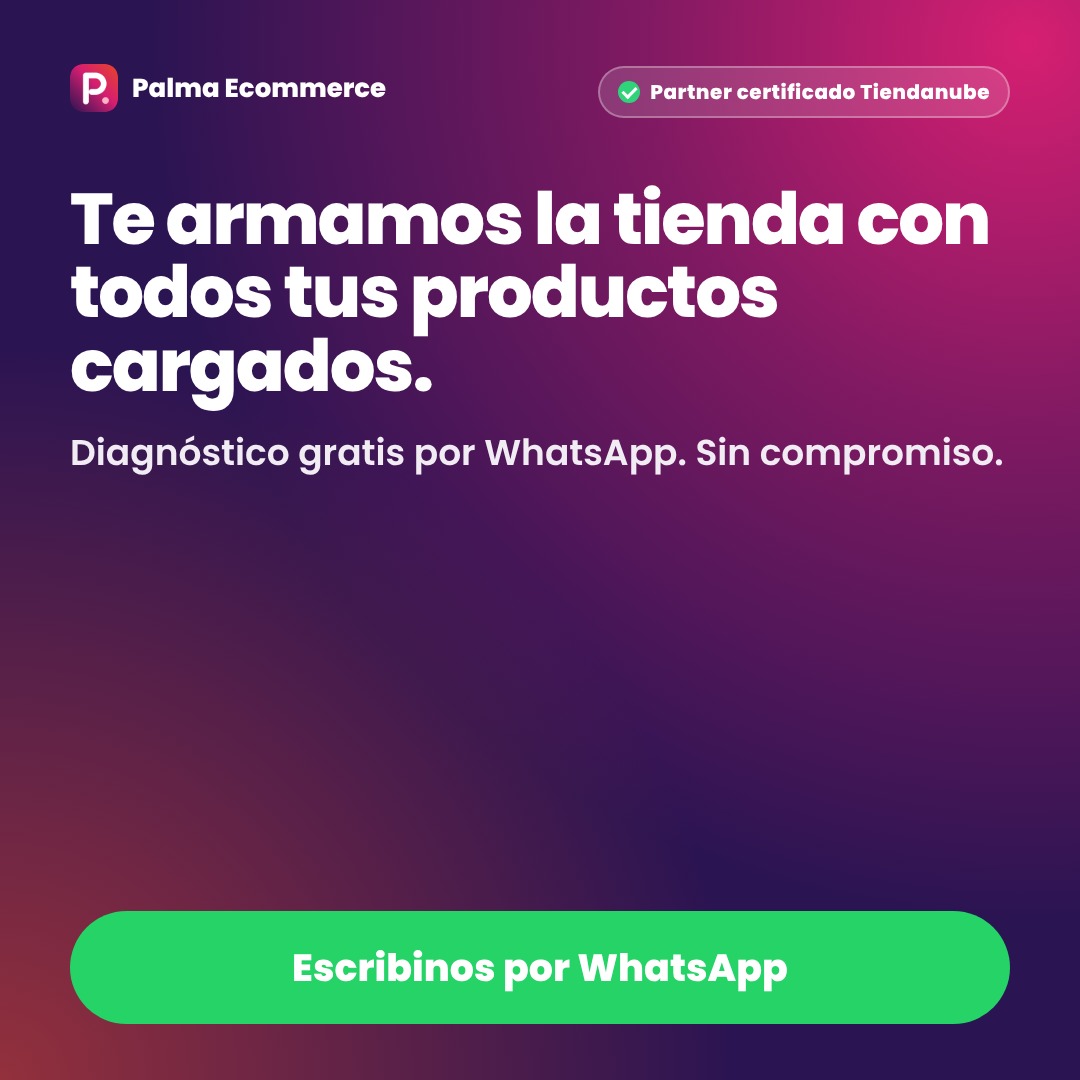 P.
Palma Ecommerce
Partner certificado Tiendanube
Te armamos la tienda con
todos tus productos
cargados.
Diagnóstico gratis por WhatsApp. Sin compromiso.
Escribinos por WhatsApp